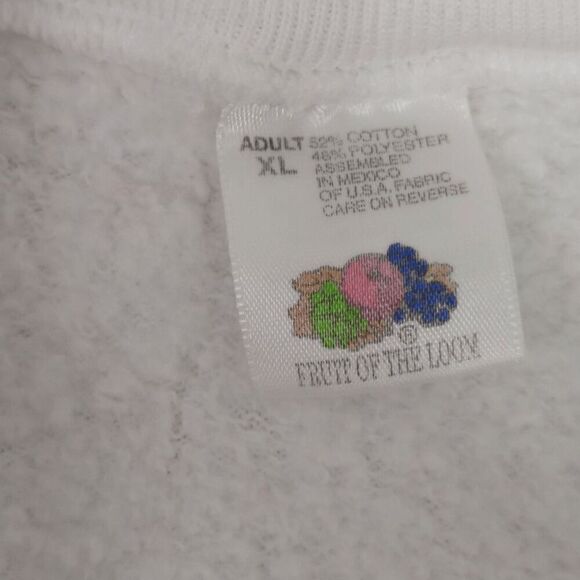 ADULT
XL
52% COTTON
48% POLYESTER
ASSEMBLED
IN MEXICO
OF U.S.A. FABRIC
CARE ON REVERSE
®
FRUIT OF THE LOOM